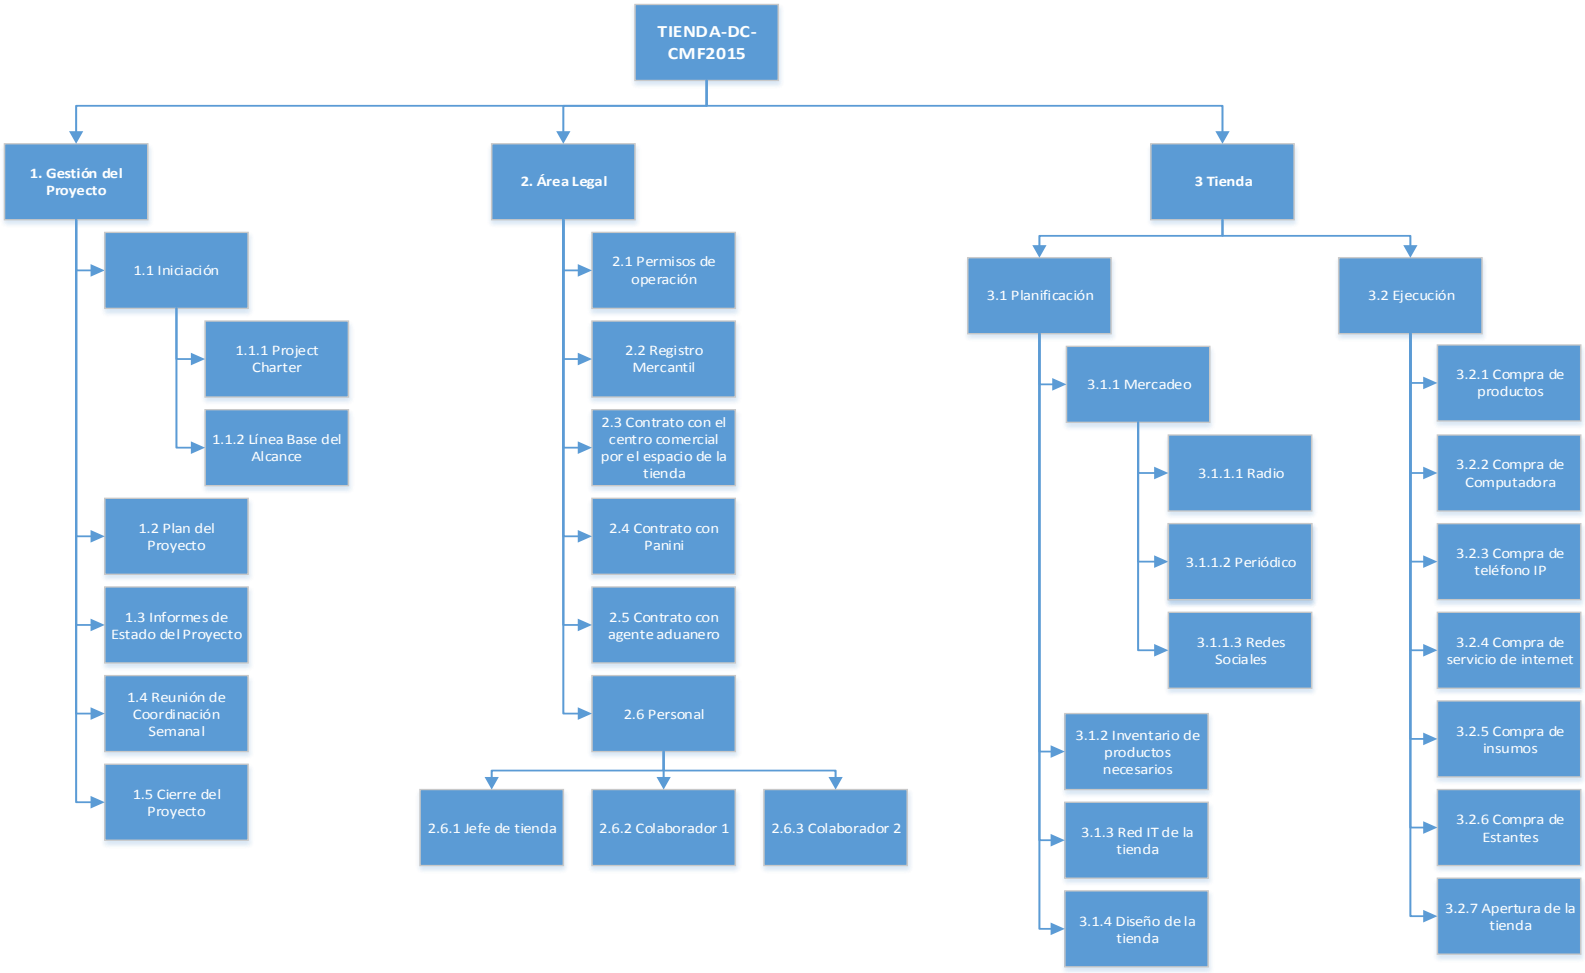 TIENDA-DC-
CMF2015
1. Gestión del
Proyecto
1.1 Iniciación
1.1.1 Project
Charter
1.1.2 Línea Base del
Alcance
1.2 Plan del
Proyecto
1.3 Informes de
Estado del Proyecto
1.4 Reunión de
Coordinación
Semanal
1.5 Cierre del
Proyecto
2. Área Legal
2.1 Permisos de
operación
2.2 Registro
Mercantil
2.3 Contrato con el
centro comercial
por el espacio de la
tienda
2.4 Contrato con
Panini
2.5 Contrato con
agente aduanero
2.6 Personal
2.6.1 Jefe de tienda
2.6.2 Colaborador 1
2.6.3 Colaborador 2
3 Tienda
3.1 Planificación
3.1.1 Mercadeo
3.1.1.1 Radio
3.1.1.2 Periódico
3.1.1.3 Redes
Sociales
3.1.2 Inventario de
productos
necesarios
3.1.3 Red IT de la
tienda
3.1.4 Diseño de la
tienda
3.2 Ejecución
3.2.1 Compra de
productos
3.2.2 Compra de
Computadora
3.2.3 Compra de
teléfono IP
3.2.4 Compra de
servicio de internet
3.2.5 Compra de
insumos
3.2.6 Compra de
Estantes
3.2.7 Apertura de la
tienda